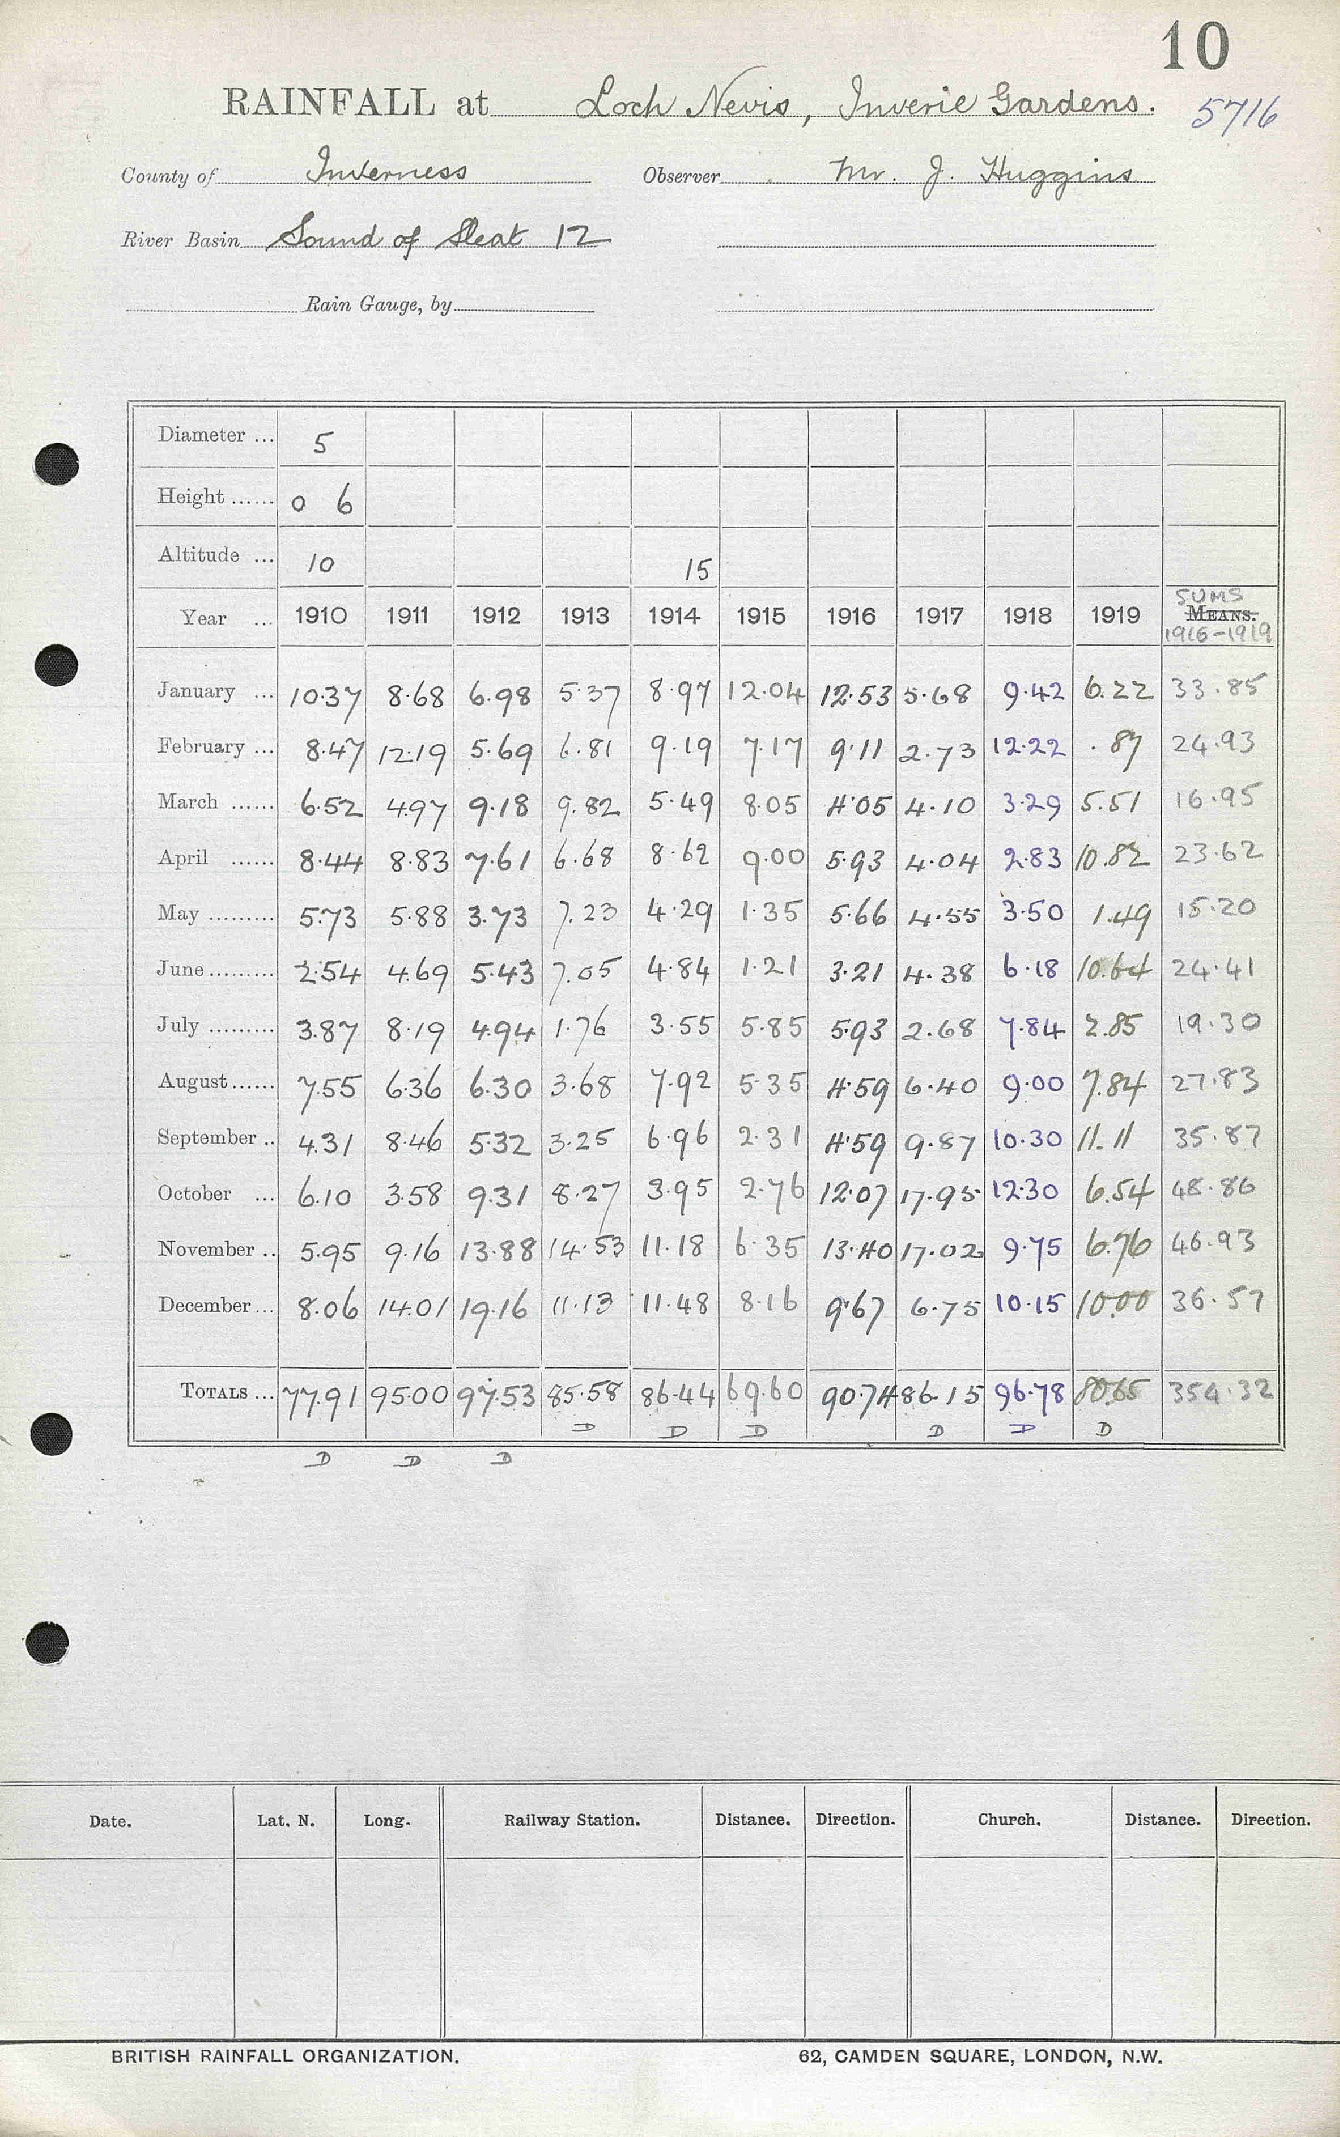 10
RAINFALL at Loch Nevis, Inverie Gardens. 5716
County of Inverness Observer Mr. J. Huggins
River Basin Sound of Sleat 12
Rain Gauge, by
Diameter ... 5
Height ...... 0 6
Altitude ... 10 15
Year ... 1910 1911 1912 1913 1914 1915 1916 1917 1918 1919 SUMS MEANS. 1916-1919
January ... 10.37 8.68 6.98 5.37 8.97 12.04 12.53 5.68 9.42 6.22 33.85
February ... 8.47 12.19 5.69 6.81 9.19 7.17 9.11 2.73 12.22 .87 24.93
March ...... 6.52 4.97 9.18 9.82 5.49 8.05 4.05 4.10 3.29 5.51 16.95
April ...... 8.44 8.83 7.61 6.68 8.62 9.00 5.93 4.04 2.83 10.82 23.62
May ......... 5.73 5.88 3.73 7.23 4.29 1.35 5.66 4.55 3.50 1.49 15.20
June ......... 2.54 4.69 5.43 7.05 4.84 1.21 3.21 4.38 6.18 10.64 24.41
July ......... 3.87 8.19 4.94 1.76 3.55 5.85 5.93 2.68 7.84 2.85 19.30
August ...... 7.55 6.36 6.30 3.68 7.92 5.35 4.59 6.40 9.00 7.84 27.83
September .. 4.31 8.46 5.32 3.25 6.96 2.31 4.59 9.87 10.30 11.11 35.87
October ... 6.10 3.58 9.31 8.27 3.95 2.76 12.07 17.95 12.30 6.54 48.86
November .. 5.95 9.16 13.88 14.53 11.18 6.35 13.40 17.02 9.75 6.76 46.93
December ... 8.06 14.01 19.16 11.13 11.48 8.16 9.67 6.75 10.15 10.00 36.57
TOTALS ... 77.91 95.00 97.53 85.58 86.44 69.60 90.74 86.15 96.78 80.65 354.32
D D D D D D
D D D
Date. Lat. N. Long. Railway Station. Distance. Direction. Church. Distance. Direction.
BRITISH RAINFALL ORGANIZATION. 62, CAMDEN SQUARE, LONDON, N.W.